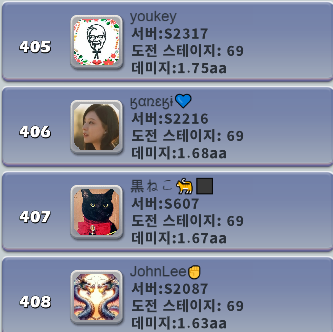 405
youkey
서버:S2317
도전 스테이지: 69
데미지:1.75aa
406
ӄαռɛӄɨ💙
서버:S2216
도전 스테이지: 69
데미지:1.68aa
407
黒ねこ🐈⬛
서버:S607
도전 스테이지: 69
데미지:1.67aa
408
JohnLee✊
서버:S2087
도전 스테이지: 69
데미지:1.63aa